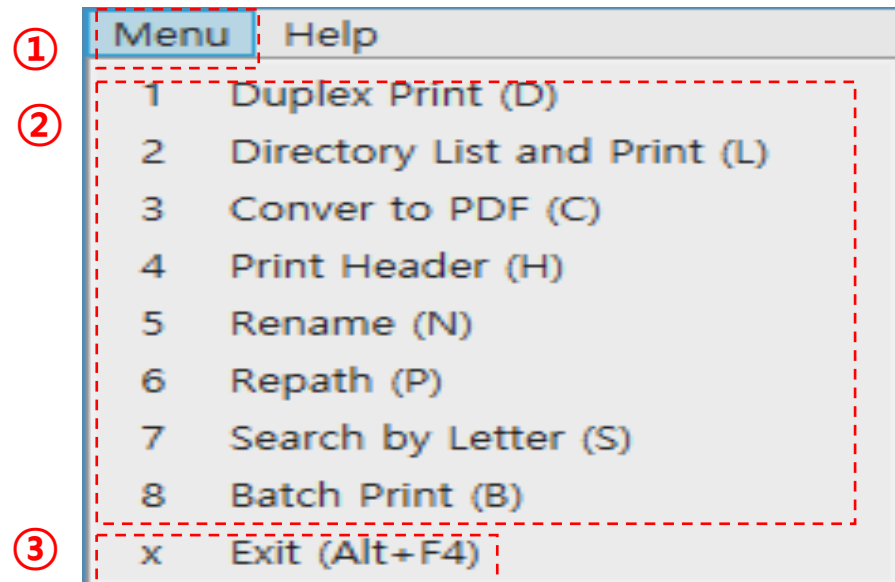 ① Menu Help
② 1 Duplex Print (D)
2 Directory List and Print (L)
3 Conver to PDF (C)
4 Print Header (H)
5 Rename (N)
6 Repath (P)
7 Search by Letter (S)
8 Batch Print (B)
③ x Exit (Alt+F4)